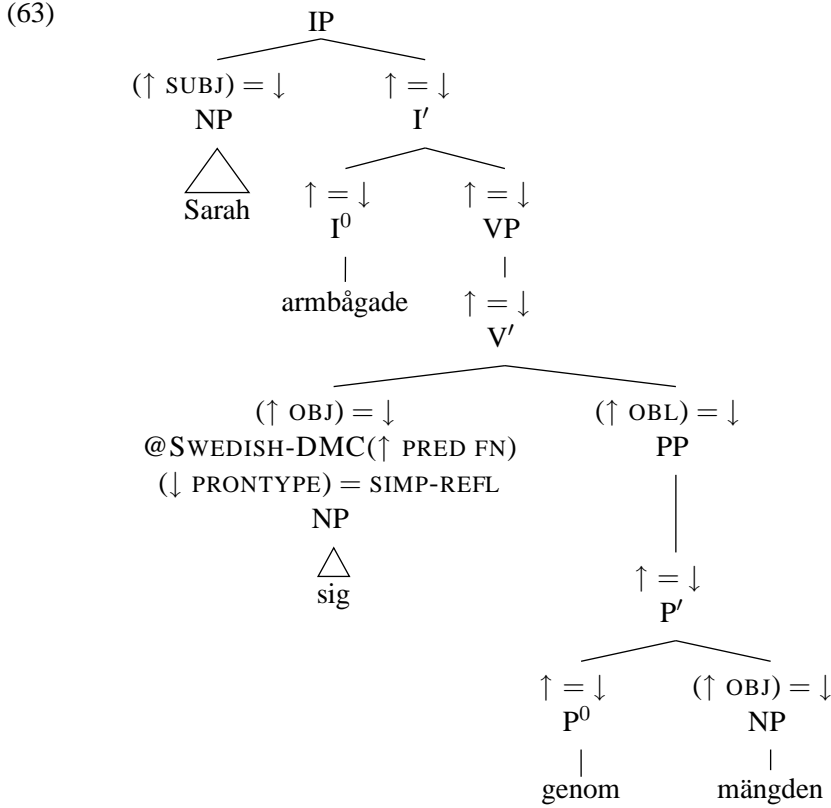 (63)
IP
(↑ SUBJ) = ↓ ↑ = ↓
NP I′
Sarah
↑ = ↓ ↑ = ↓
I⁰ VP
armbågade
↑ = ↓
V′
(↑ OBJ) = ↓ (↑ OBL) = ↓
@SWEDISH-DMC(↑ PRED FN) PP
(↓ PRONTYPE) = SIMP-REFL
NP
sig
↑ = ↓
P′
↑ = ↓ (↑ OBJ) = ↓
P⁰ NP
genom mängden